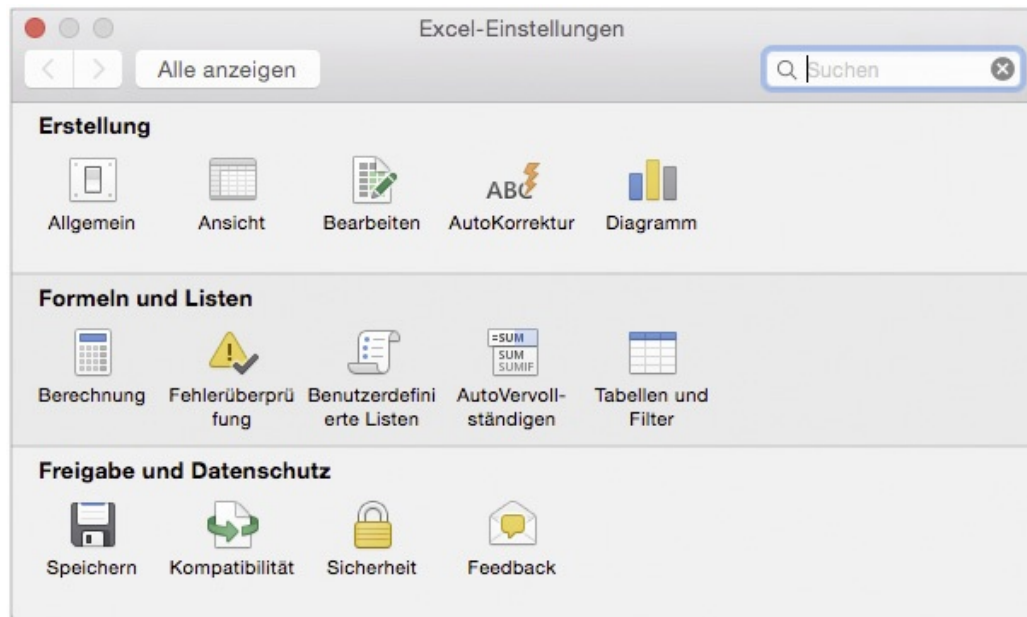 Excel-Einstellungen
Alle anzeigen
Suchen
Erstellung
ABC
Allgemein
Ansicht
Bearbeiten
AutoKorrektur
Diagramm
Formeln und Listen
=SUM
SUM
SUMIF
Berechnung
Fehlerüberprü
fung
Benutzerdefini
erte Listen
AutoVervoll-
ständigen
Tabellen und
Filter
Freigabe und Datenschutz
Speichern
Kompatibilität
Sicherheit
Feedback